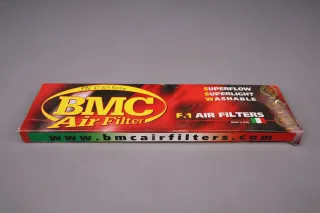 BMC
Air Filter
SUPERFLOW
SUPERLIGHT
WASHABLE
F.1 AIR FILTERS
www.bmcairfilters.com